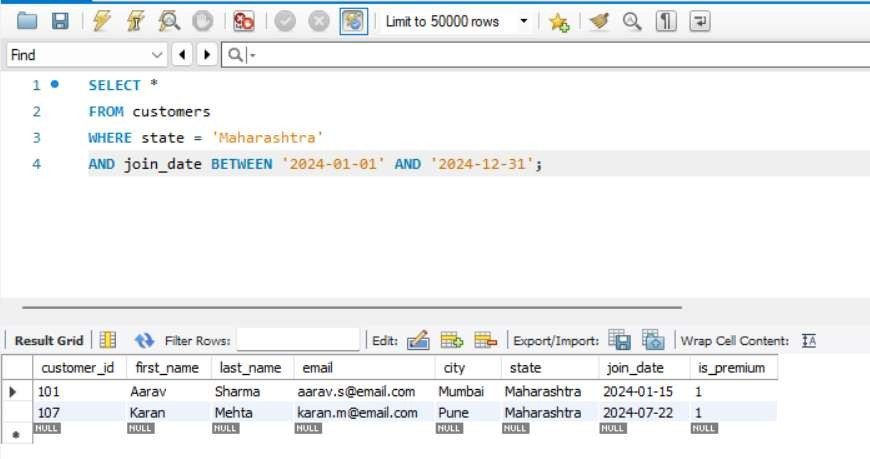 Limit to 50000 rows
Find
1 SELECT *
2 FROM customers
3 WHERE state = 'Maharashtra'
4 AND join_date BETWEEN '2024-01-01' AND '2024-12-31';
Result Grid Filter Rows: Edit: Export/Import: Wrap Cell Content:
customer_id first_name last_name email city state join_date is_premium
101 Aarav Sharma aarav.s@email.com Mumbai Maharashtra 2024-01-15 1
107 Karan Mehta karan.m@email.com Pune Maharashtra 2024-07-22 1
NULL NULL NULL NULL NULL NULL NULL NULL